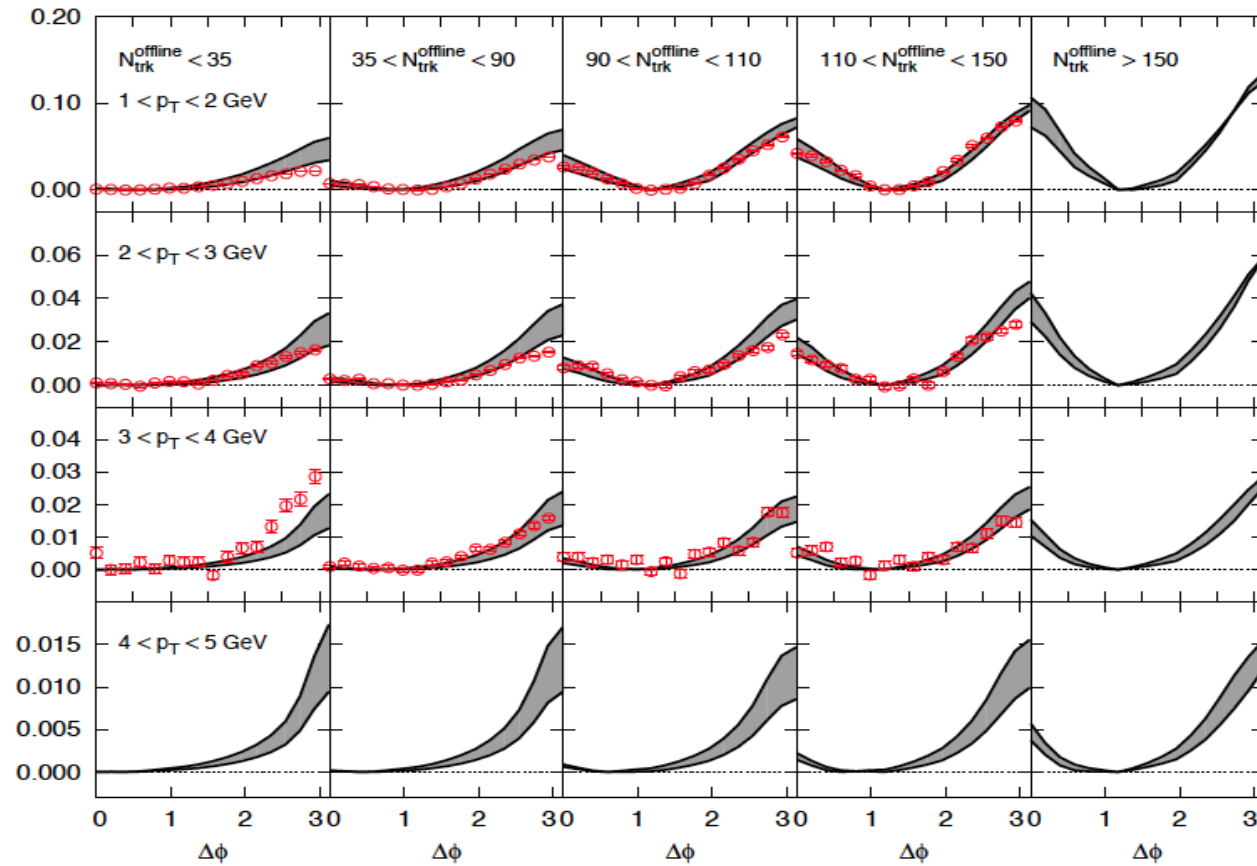 0.20
N_trk^offline < 35
35 < N_trk^offline < 90
90 < N_trk^offline < 110
110 < N_trk^offline < 150
N_trk^offline > 150
1 < p_T < 2 GeV
0.10
0.00
2 < p_T < 3 GeV
0.06
0.04
0.02
0.00
3 < p_T < 4 GeV
0.04
0.03
0.02
0.01
0.00
4 < p_T < 5 GeV
0.015
0.010
0.005
0.000
0 1 2 3 0 1 2 3 0 1 2 3 0 1 2 3 0 1 2 3
Δϕ Δϕ Δϕ Δϕ Δϕ